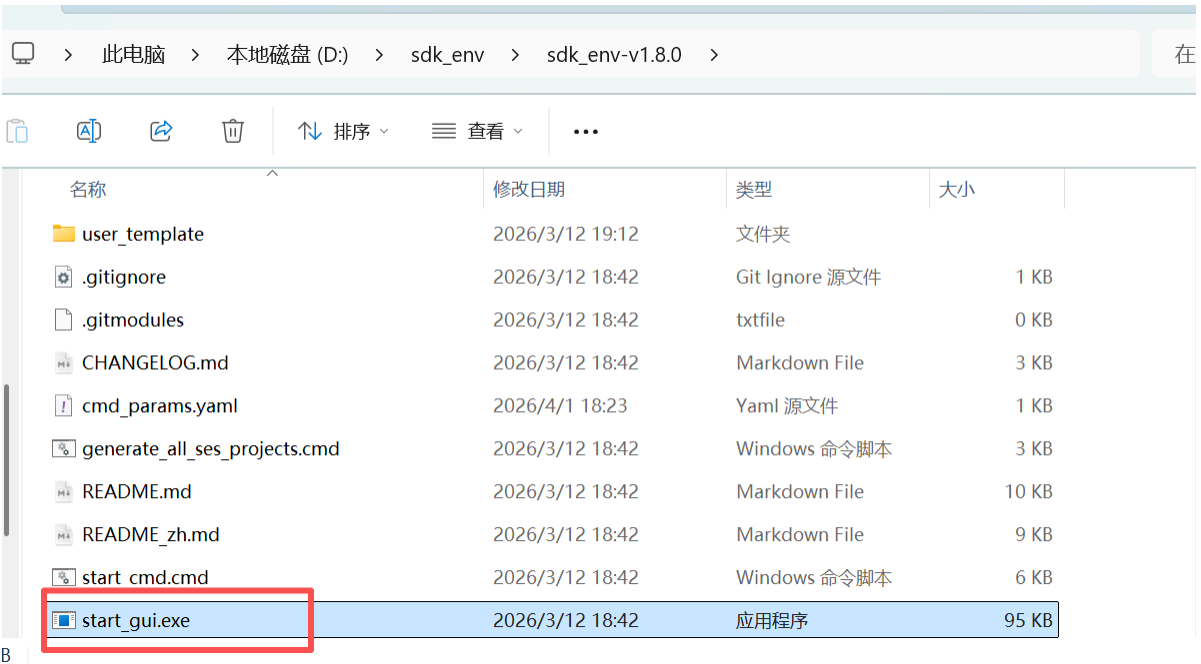 此电脑 本地磁盘 (D:) sdk_env sdk_env-v1.8.0 在
排序 查看
名称 修改日期 类型 大小
user_template 2026/3/12 19:12 文件夹
.gitignore 2026/3/12 18:42 Git Ignore 源文件 1 KB
.gitmodules 2026/3/12 18:42 txtfile 0 KB
CHANGELOG.md 2026/3/12 18:42 Markdown File 3 KB
cmd_params.yaml 2026/4/1 18:23 Yaml 源文件 1 KB
generate_all_ses_projects.cmd 2026/3/12 18:42 Windows 命令脚本 3 KB
README.md 2026/3/12 18:42 Markdown File 10 KB
README_zh.md 2026/3/12 18:42 Markdown File 9 KB
start_cmd.cmd 2026/3/12 18:42 Windows 命令脚本 6 KB
start_gui.exe 2026/3/12 18:42 应用程序 95 KB
B